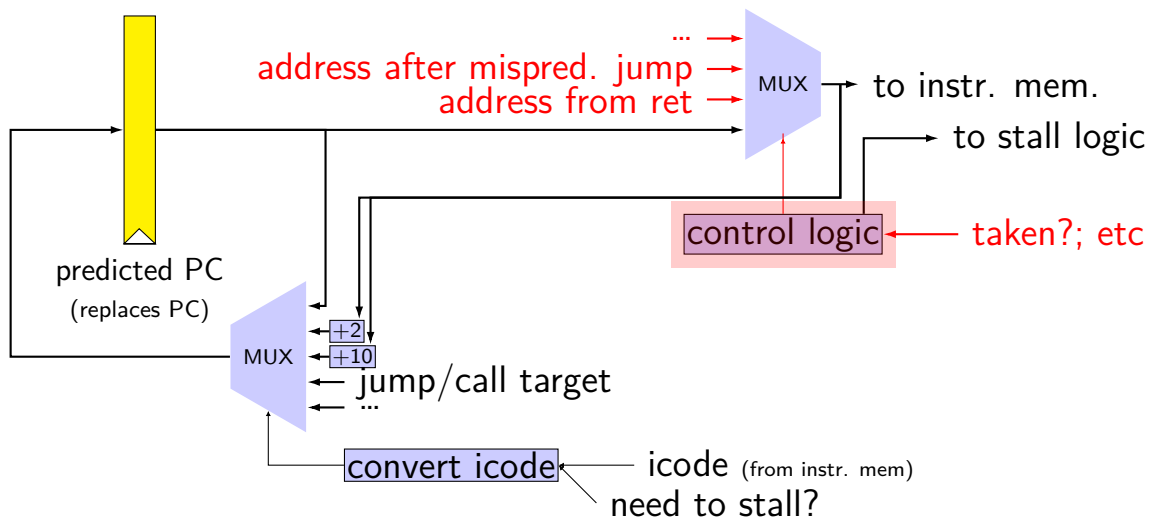 ...
address after mispred. jump
address from ret
MUX
to instr. mem.
to stall logic
control logic
taken?; etc
predicted PC
(replaces PC)
+2
+10
MUX
jump/call target
...
convert icode
icode (from instr. mem)
need to stall?